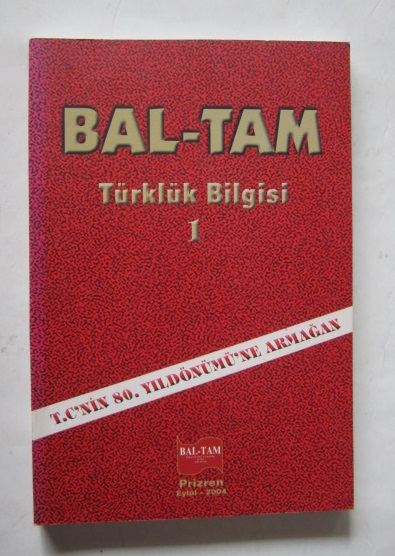 BAL-TAM
Türklük Bilgisi
1
T.C'NİN 80. YILDÖNÜMÜ'NE ARMAĞAN
BAL-TAM
Prizren
Eylül - 2004